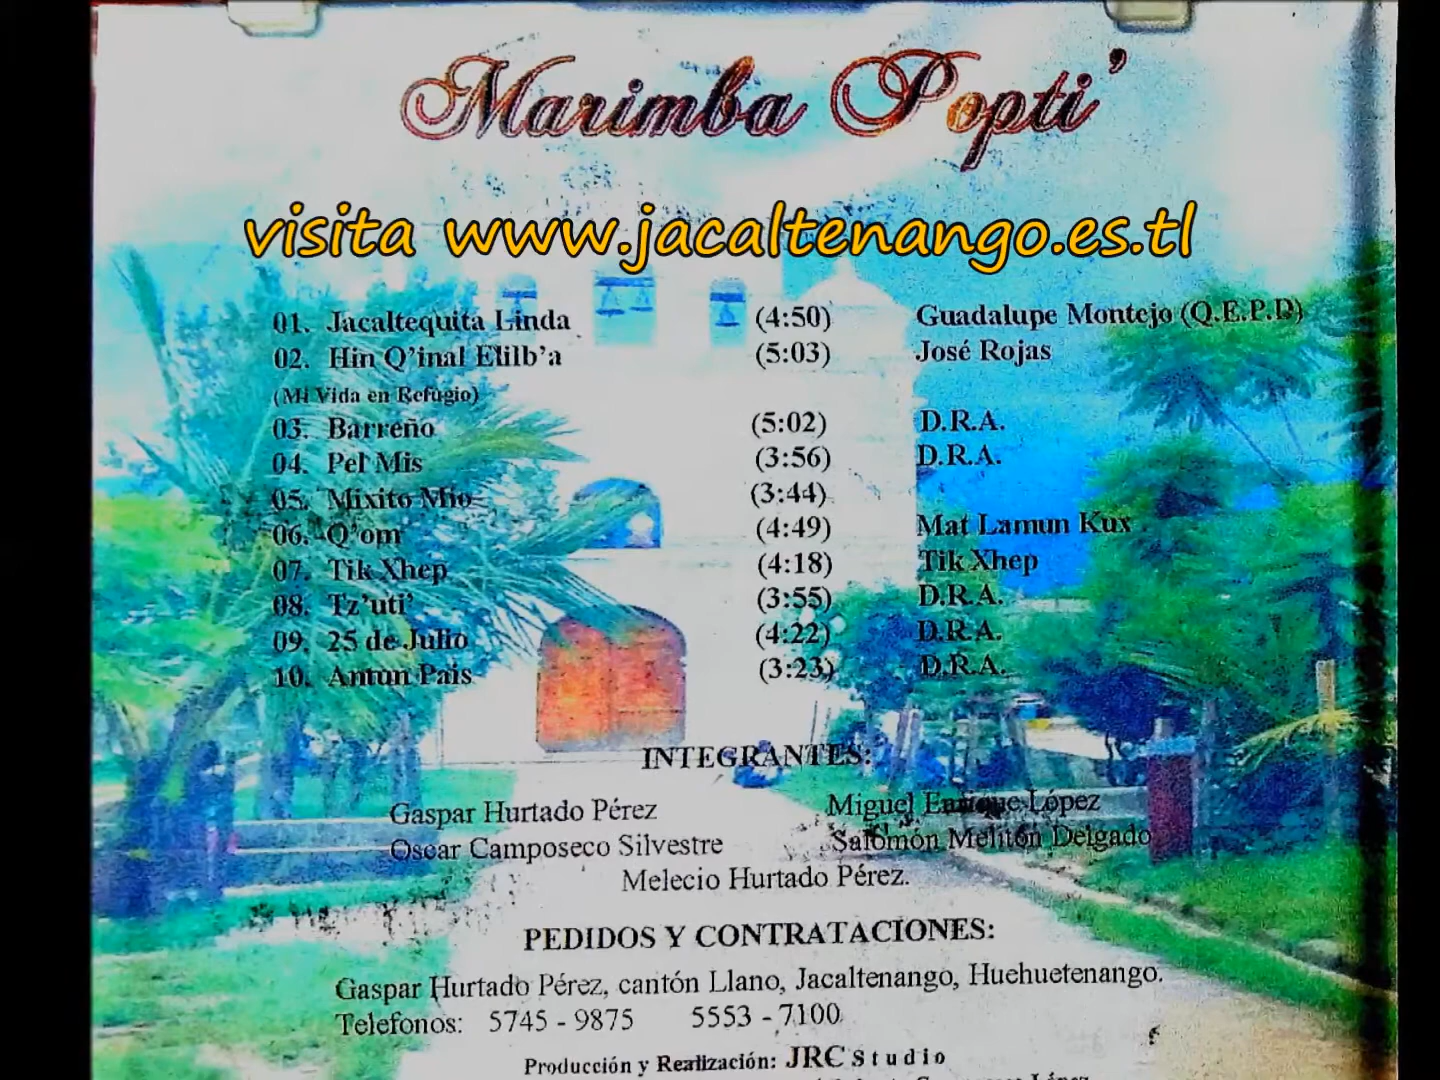 Marimba Popti'
visita www.jacaltenango.es.tl
01. Jacaltequita Linda (4:50) Guadalupe Montejo (Q.E.P.D)
02. Hin Q'inal Elilb'a (5:03) José Rojas
(Mi Vida en Refugio)
03. Barreño (5:02) D.R.A.
04. Pel Mis (3:56) D.R.A.
05. Mixito Mio (3:44)
06. Q'om (4:49) Mat Lamun Kux
07. Tik Xhep (4:18) Tik Xhep
08. Tz'uti' (3:55) D.R.A.
09. 25 de Julio (4:22) D.R.A.
10. Antun Pais (3:23) D.R.A.
INTEGRANTES:
Gaspar Hurtado Pérez Miguel Enrique López
Oscar Camposeco Silvestre Salomón Melitón Delgado
Melecio Hurtado Pérez.
PEDIDOS Y CONTRATACIONES:
Gaspar Hurtado Pérez, cantón Llano, Jacaltenango, Huehuetenango.
Telefonos: 5745 - 9875 5553 - 7100
Producción y Realización: JRC Studio